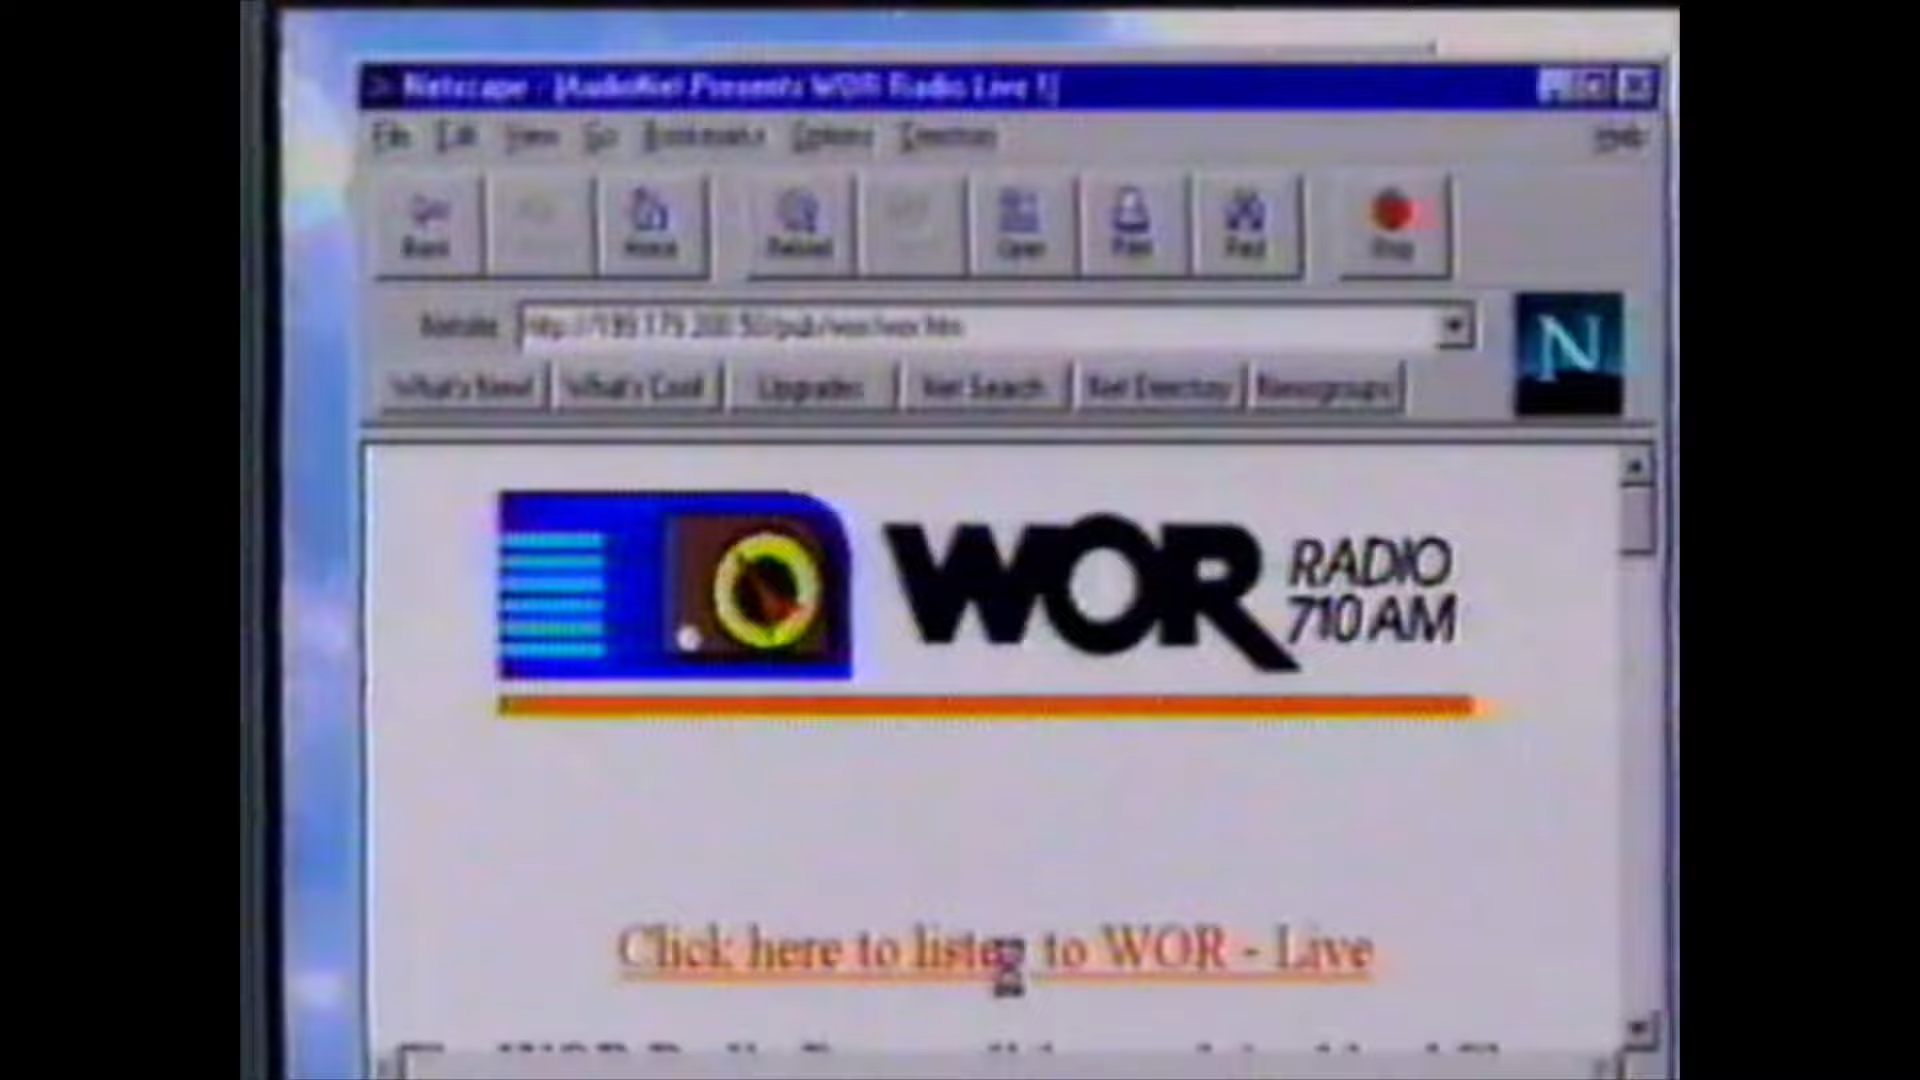 Netscape - [AudioNet Presents WOR Radio Live !]
File Edit View Go Bookmarks Options Directory Help
Back Home Reload Open Print Find Stop
What's New! What's Cool! Upgrades Net Search Net Directory Newsgroups
N
WOR RADIO
710 AM
Click here to listen to WOR - Live